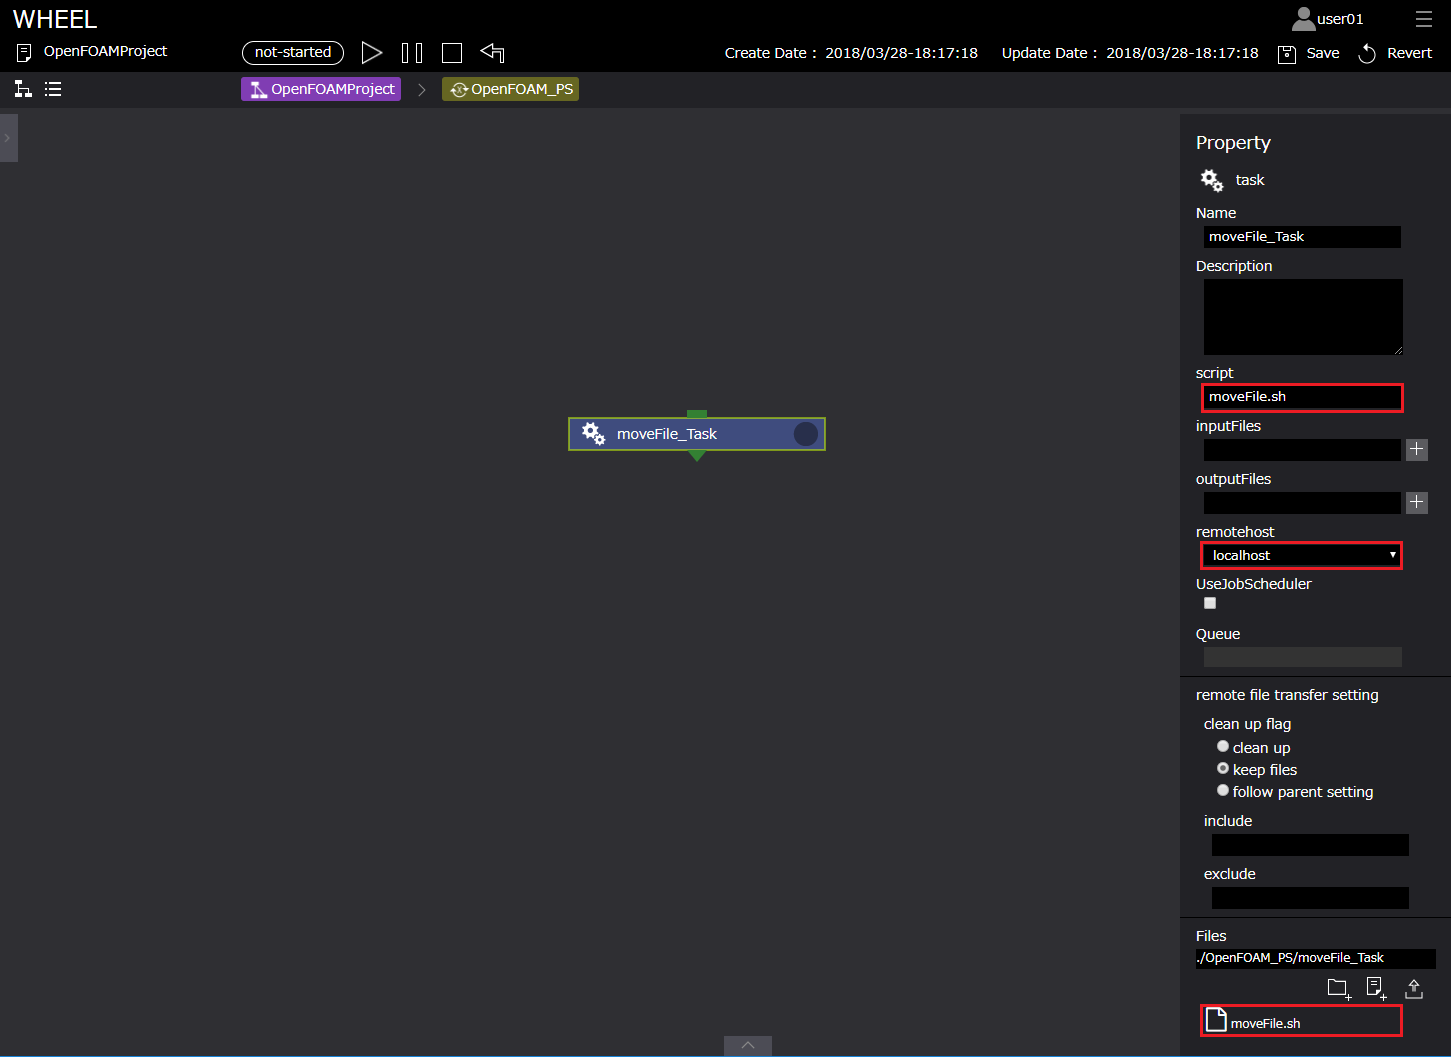 WHEEL
user01
OpenFOAMProject
not-started
Create Date : 2018/03/28-18:17:18
Update Date : 2018/03/28-18:17:18
Save
Revert
OpenFOAMProject
OpenFOAM_PS
Property
task
Name
moveFile_Task
Description
script
moveFile.sh
moveFile_Task
inputFiles
outputFiles
remotehost
localhost
UseJobScheduler
Queue
remote file transfer setting
clean up flag
clean up
keep files
follow parent setting
include
exclude
Files
./OpenFOAM_PS/moveFile_Task
moveFile.sh